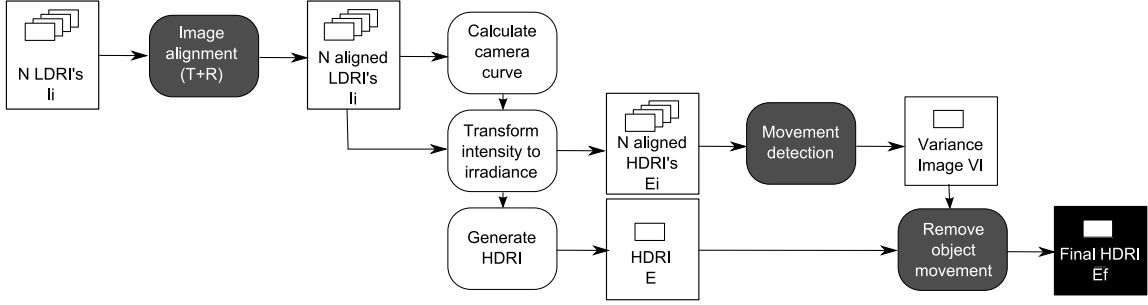 N LDRI's
Ii
Image
alignment
(T+R)
N aligned
LDRI's
Ii
Calculate
camera
curve
Transform
intensity to
irradiance
Generate
HDRI
N aligned
HDRI's
Ei
HDRI
E
Movement
detection
Variance
Image VI
Remove
object
movement
Final HDRI
Ef